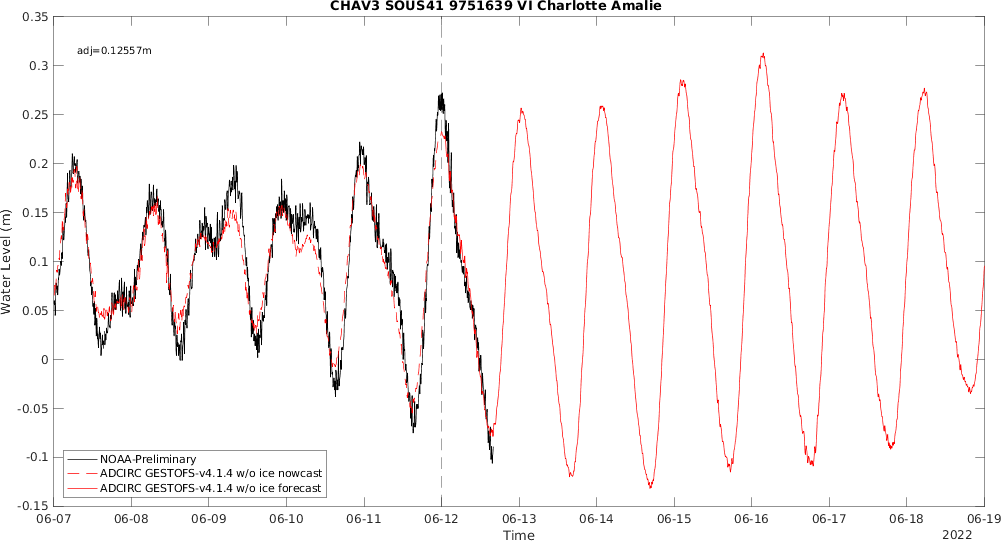 CHAV3 SOUS41 9751639 VI Charlotte Amalie
adj=0.12557m
0.35
0.3
0.25
0.2
0.15
0.1
0.05
0
-0.05
-0.1
-0.15
Water Level (m)
NOAA-Preliminary
ADCIRC GESTOFS-v4.1.4 w/o ice nowcast
ADCIRC GESTOFS-v4.1.4 w/o ice forecast
06-07 06-08 06-09 06-10 06-11 06-12 06-13 06-14 06-15 06-16 06-17 06-18 06-19
Time
2022